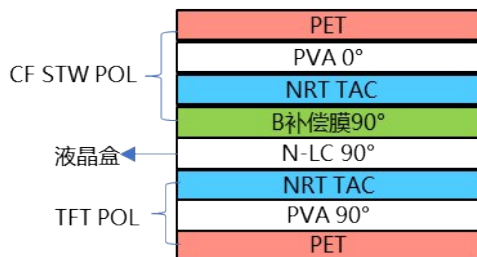 PET
PVA 0°
CF STW POL
NRT TAC
B补偿膜90°
液晶盒
N-LC 90°
NRT TAC
TFT POL
PVA 90°
PET